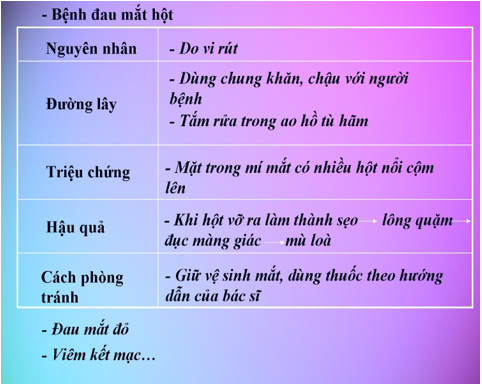 - Bệnh đau mắt hột
Nguyên nhân
- Do vi rút
Đường lây
- Dùng chung khăn, chậu với người
bệnh
- Tắm rửa trong ao hồ tù hãm
Triệu chứng
- Mặt trong mí mắt có nhiều hột nổi cộm
lên
Hậu quả
- Khi hột vỡ ra làm thành sẹo → lông quặm →
đục màng giác → mù loà
Cách phòng
tránh
- Giữ vệ sinh mắt, dùng thuốc theo hướng
dẫn của bác sĩ
- Đau mắt đỏ
- Viêm kết mạc…